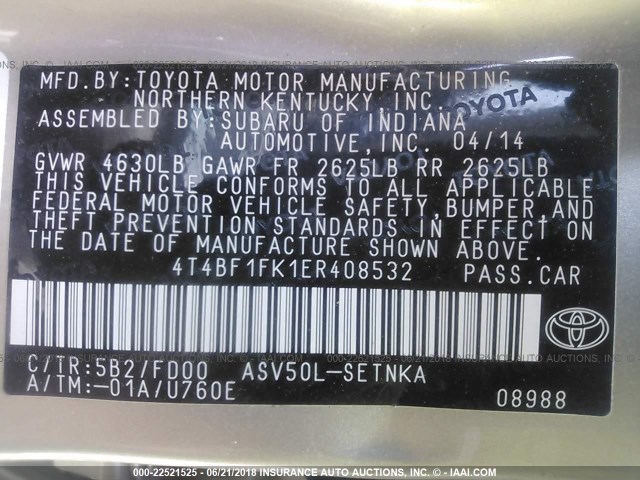 MFD.BY:TOYOTA MOTOR MANUFACTURING
NORTHERN KENTUCKY, INC.
TOYOTA
ASSEMBLED BY:SUBARU OF INDIANA
AUTOMOTIVE, INC. 04/14
GVWR 4630LB GAWR FR 2625LB RR 2625LB
THIS VEHICLE CONFORMS TO ALL APPLICABLE
FEDERAL MOTOR VEHICLE SAFETY, BUMPER, AND
THEFT PREVENTION STANDARDS IN EFFECT ON
THE DATE OF MANUFACTURE SHOWN ABOVE.
4T4BF1FK1ER408532 PASS.CAR
C/TR:5B2/FD00 ASV50L-SETNKA
A/TM:-01A/U760E
08988
000-22521525 - 06/21/2018 INSURANCE AUTO AUCTIONS, INC. © - IAAI.COM